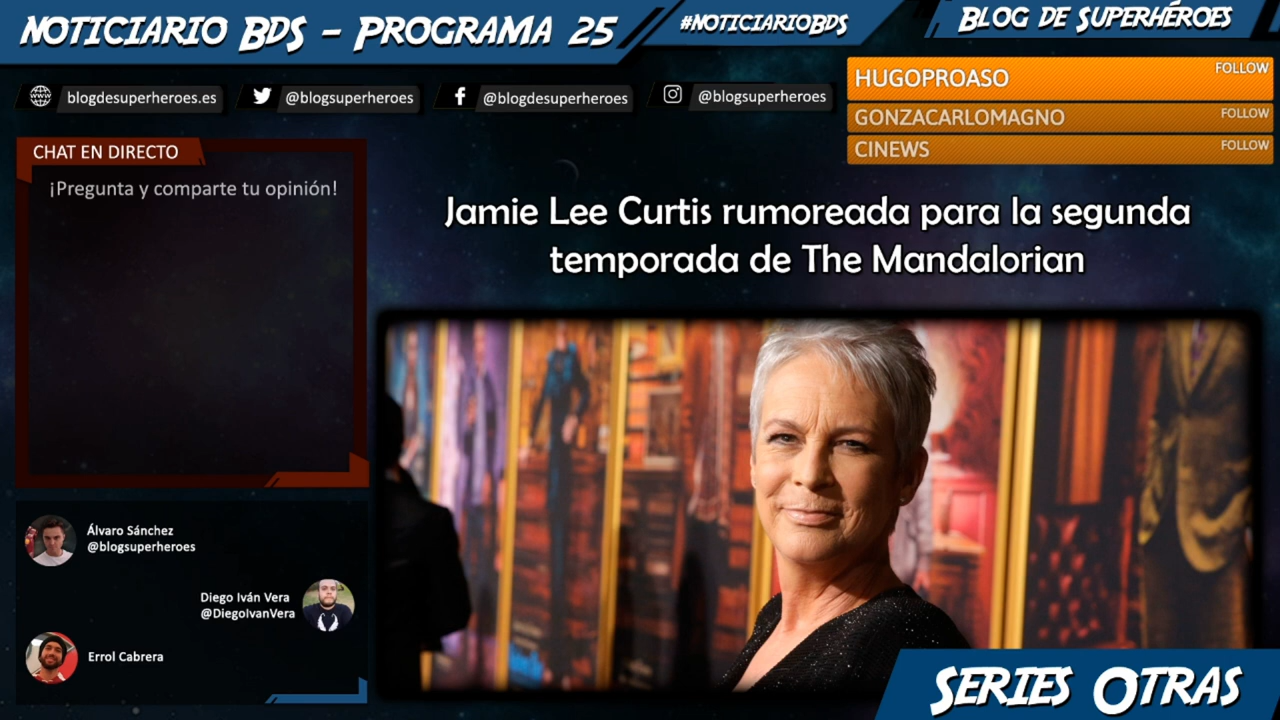 NOTICIARIO BDS - PROGRAMA 25
#NOTICIARIOBDS
BLOG DE SUPERHÉROES
www
blogdesuperheroes.es
@blogsuperheroes
@blogdesuperheroes
@blogsuperheroes
HUGOPROASO FOLLOW
GONZACARLOMAGNO FOLLOW
CINEWS FOLLOW
CHAT EN DIRECTO
¡Pregunta y comparte tu opinión!
Jamie Lee Curtis rumoreada para la segunda
temporada de The Mandalorian
Álvaro Sánchez
@blogsuperheroes
Diego Iván Vera
@DiegoIvanVera
Errol Cabrera
SERIES OTRAS